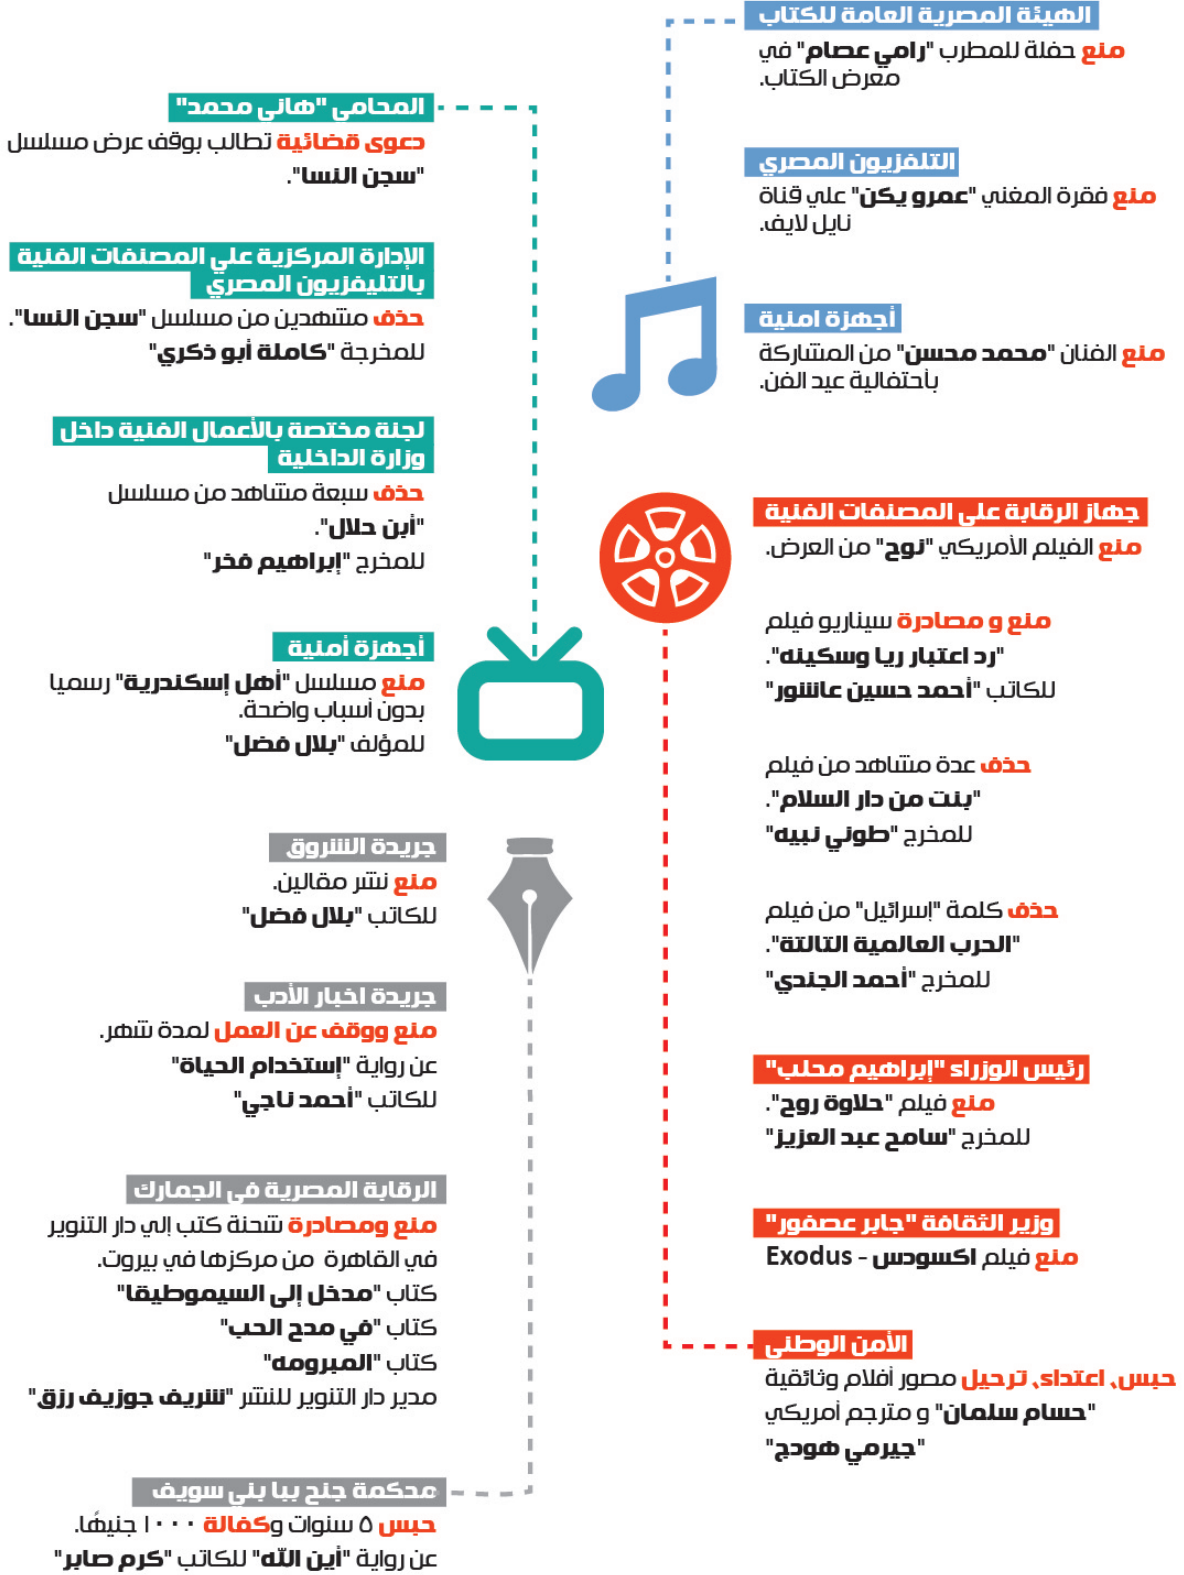 الهيئة المصرية العامة للكتاب
منع حفلة للمطرب "رامي عصام" في
معرض الكتاب.
التلفزيون المصري
منع فقرة المغني "عمرو يكن" علي قناة
نايل لايف.
أجهزة امنية
منع الفنان "محمد محسن" من المشاركة
بأحتفالية عيد الفن.
جهاز الرقابة على المصنفات الفنية
منع الفيلم الأمريكي "نوح" من العرض.
منع و مصادرة سيناريو فيلم
"رد اعتبار ريا وسكينه".
للكاتب "أحمد حسين عاشور"
حذف عدة مشاهد من فيلم
"بنت من دار السلام".
للمخرج "طوني نبيه"
حذف كلمة "إسرائيل" من فيلم
"الحرب العالمية التالتة".
للمخرج "أحمد الجندي"
رئيس الوزراء "إبراهيم محلب"
منع فيلم "حلاوة روح".
للمخرج "سامح عبد العزيز"
وزير الثقافة "جابر عصفور"
منع فيلم اكسودس - Exodus
الأمن الوطنى
حبس، اعتداء، ترحيل مصور أفلام وثائقية
"حسام سلمان" و مترجم أمريكي
"جيرمي هودج"
المحامى "هانى محمد"
دعوى قضائية تطالب بوقف عرض مسلسل
"سجن النسا".
الإدارة المركزية علي المصنفات الفنية
بالتليفزيون المصري
حذف مشهدين من مسلسل "سجن النسا".
للمخرجة "كاملة أبو ذكري"
لجنة مختصة بالأعمال الفنية داخل
وزارة الداخلية
حذف سبعة مشاهد من مسلسل
"أبن حلال".
للمخرج "إبراهيم فخر"
أجهزة أمنية
منع مسلسل "أهل إسكندرية" رسميا
بدون أسباب واضحة.
للمؤلف "بلال فضل"
جريدة الشروق
منع نشر مقالين.
للكاتب "بلال فضل"
جريدة اخبار الأدب
منع ووقف عن العمل لمدة شهر.
عن رواية "إستخدام الحياة"
للكاتب "أحمد ناجي"
الرقابة المصرية فى الجمارك
منع ومصادرة شحنة كتب إلي دار التنوير
في القاهرة من مركزها في بيروت.
كتاب "مدخل إلى السيموطيقا"
كتاب "في مدح الحب"
كتاب "المبرومه"
مدير دار التنوير للنشر "شريف جوزيف رزق"
محكمة جنح ببا بني سويف
حبس ٥ سنوات وكفالة ١٠٠٠ جنيهًا.
عن رواية "أين الله" للكاتب "كرم صابر"